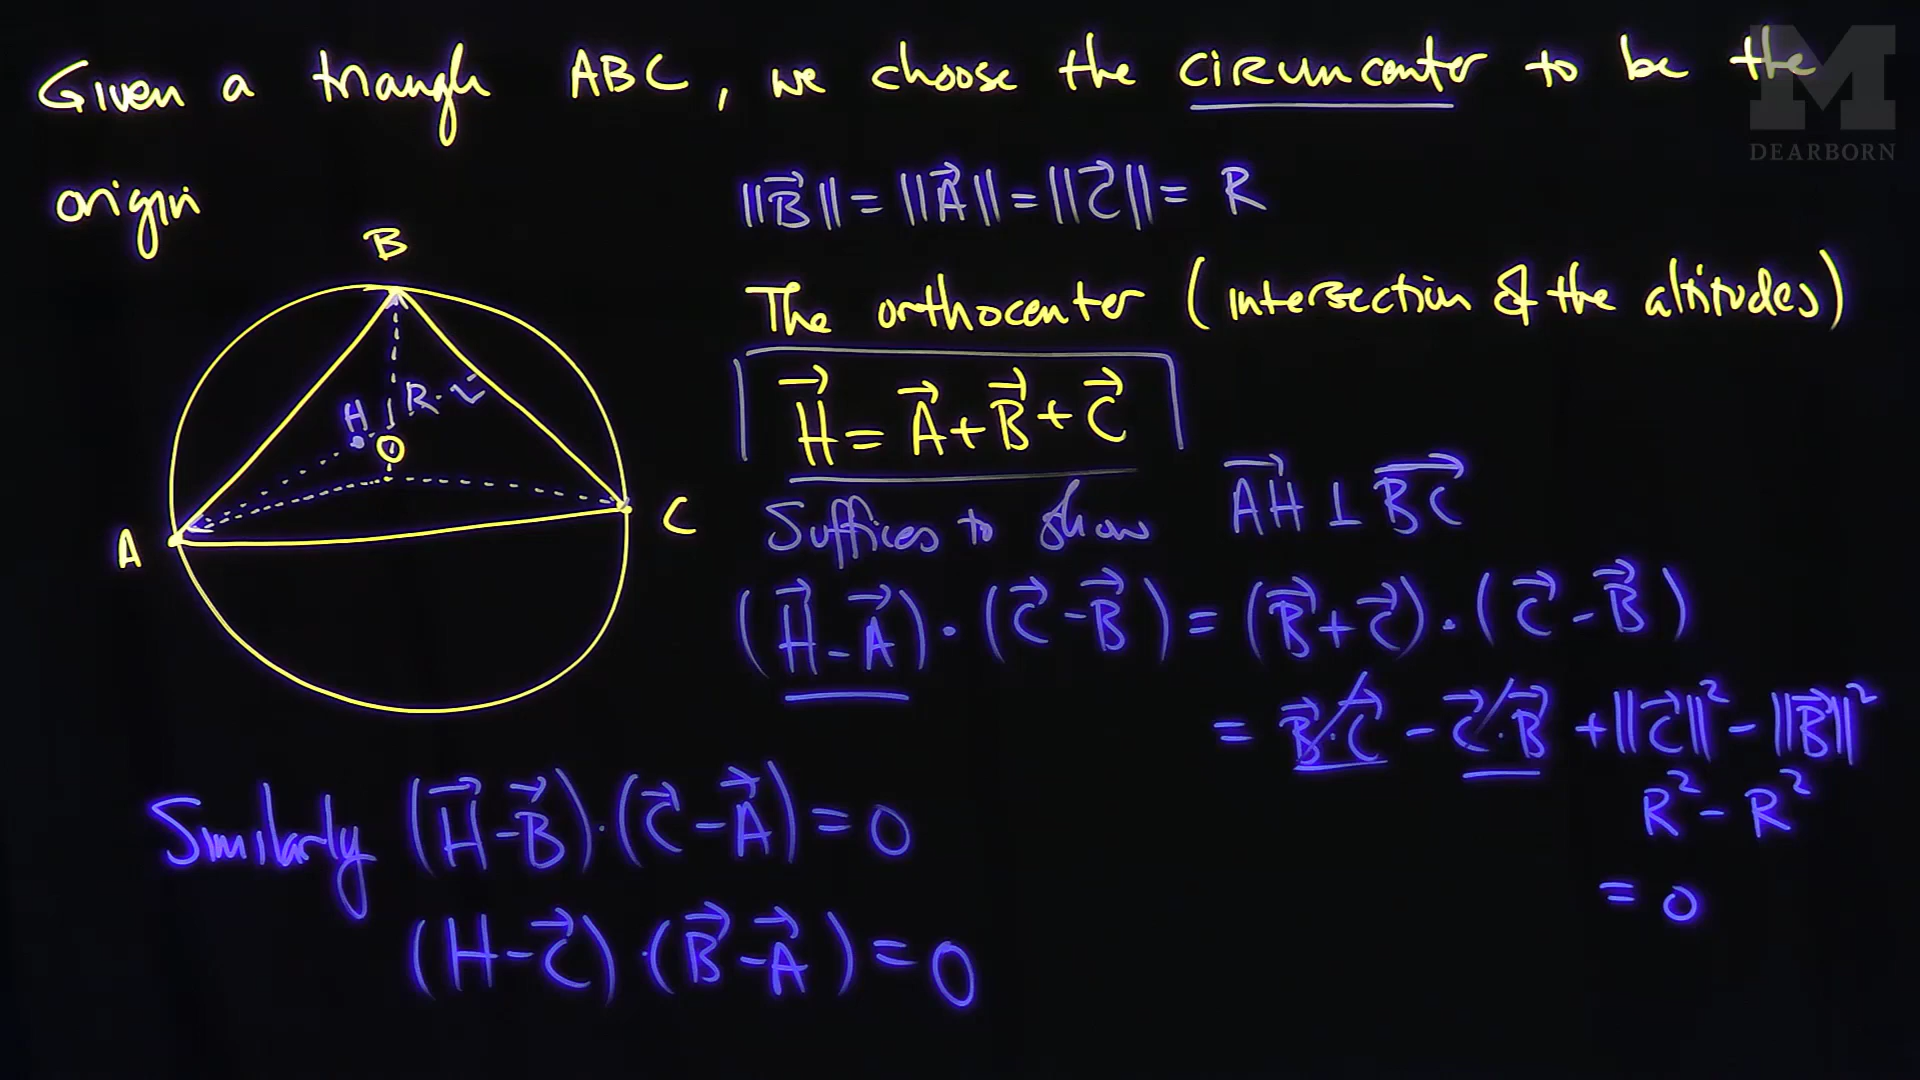 Given a triangle ABC, we choose the CIRUMCENTER to be the
origin
M
DEARBORN
||B⃗|| = ||A⃗|| = ||C⃗|| = R
B
The orthocenter (intersection of the altitudes)
H⃗ = A⃗ + B⃗ + C⃗
H R
O
A
C
Suffices to show AH⃗ ⊥ BC⃗
(H⃗ - A⃗) · (C⃗ - B⃗) = (B⃗ + C⃗) · (C⃗ - B⃗)
= B⃗·C⃗ - C⃗·B⃗ + ||C⃗||² - ||B⃗||²
R² - R²
= 0
Similarly (H⃗ - B⃗)·(C⃗ - A⃗) = 0
(H - C⃗)·(B⃗ - A⃗) = 0